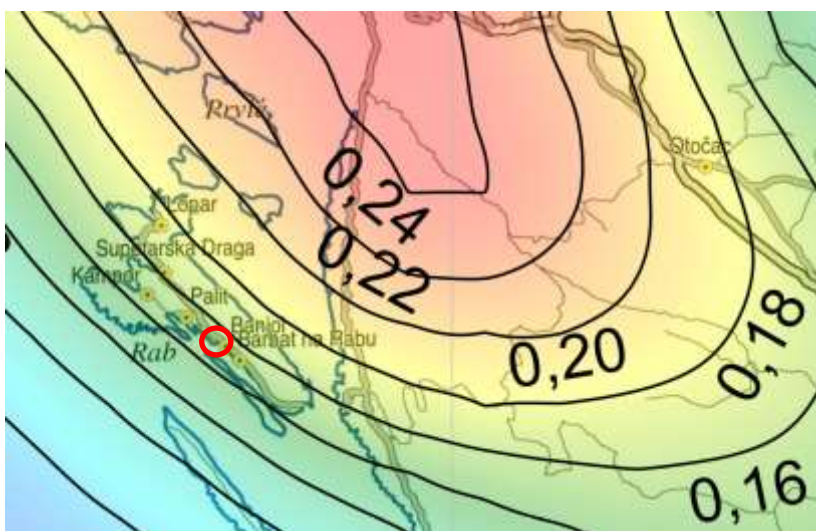 Otočac
0,24
Lopar
0,22
Supetarska Draga
Kampor
Palit
Banjol
Barbat na Rabu
Rab
0,20
0,18
0,16